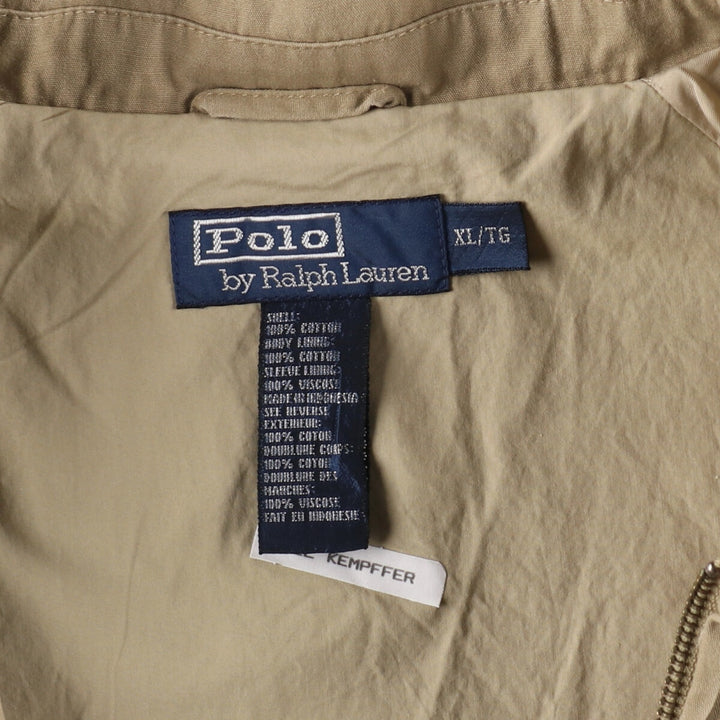 Polo
by Ralph Lauren
XL/TG
SHELL:
100% COTTON
BODY LINING:
100% COTTON
SLEEVE LINING:
100% VISCOSE
MADE IN INDONESIA
SEE REVERSE
EXTERIEUR:
100% COTON
DOUBLURE CORPS:
100% COTON
DOUBLURE DES
MANCHES:
100% VISCOSE
FAIT EN INDONESIE
KEMPFFER